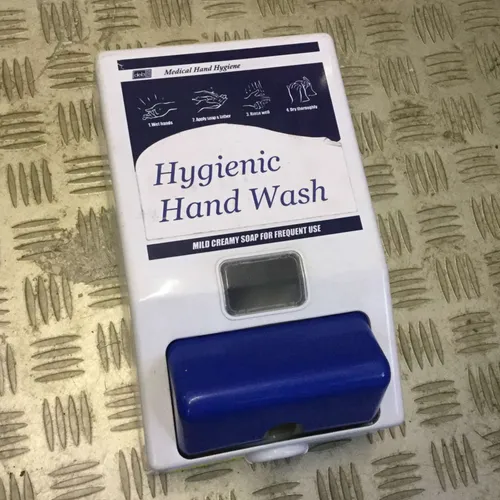 deb
Medical Hand Hygiene
1. Wet hands
2. Apply soap & lather
3. Rinse well
4. Dry thoroughly
Hygienic
Hand Wash
MILD CREAMY SOAP FOR FREQUENT USE